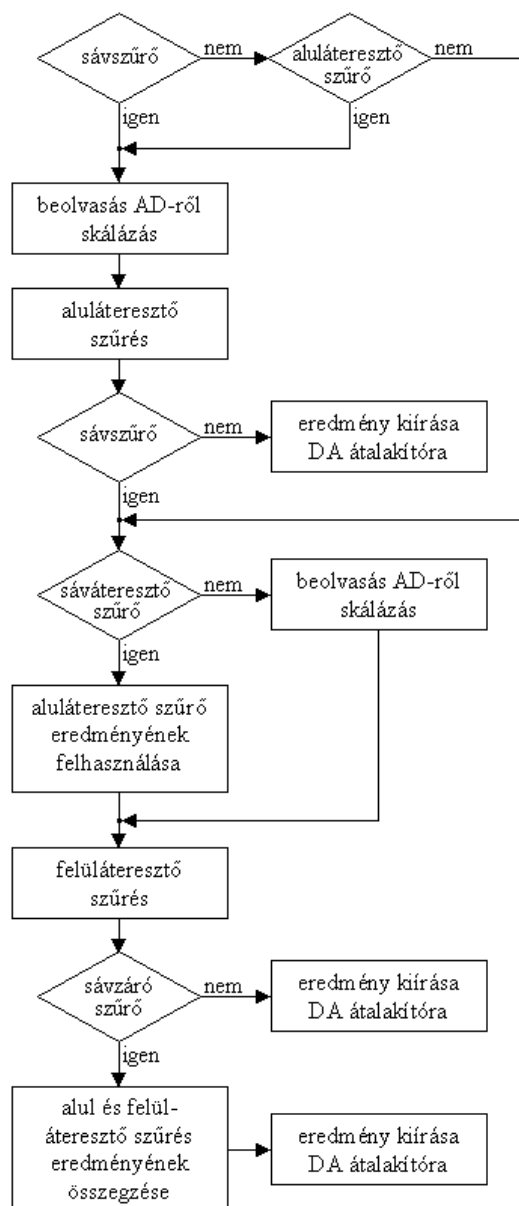 sávszűrő
nem
aluláteresztő
szűrő
nem
igen
igen
beolvasás AD-ről
skálázás
aluláteresztő
szűrés
sávszűrő
nem
eredmény kiírása
DA átalakítóra
igen
sáváteresztő
szűrő
nem
beolvasás AD-ről
skálázás
igen
aluláteresztő szűrő
eredményének
felhasználása
felüláteresztő
szűrés
sávzáró
szűrő
nem
eredmény kiírása
DA átalakítóra
igen
alul és felül-
áteresztő szűrés
eredményének
összegzése
eredmény kiírása
DA átalakítóra